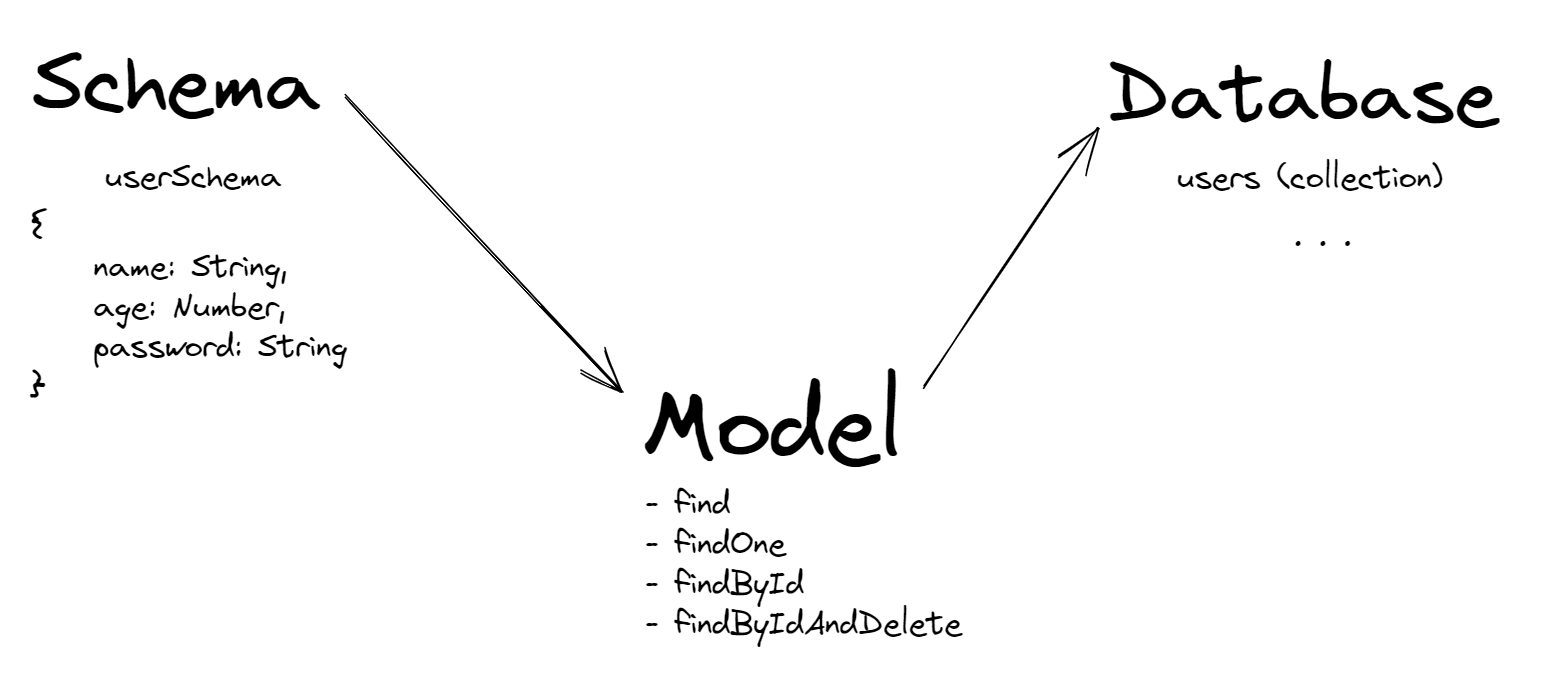 Schema
userSchema
{
name: String,
age: Number,
password: String
}
Model
- find
- findOne
- findById
- findByIdAndDelete
Database
users (collection)
. . .